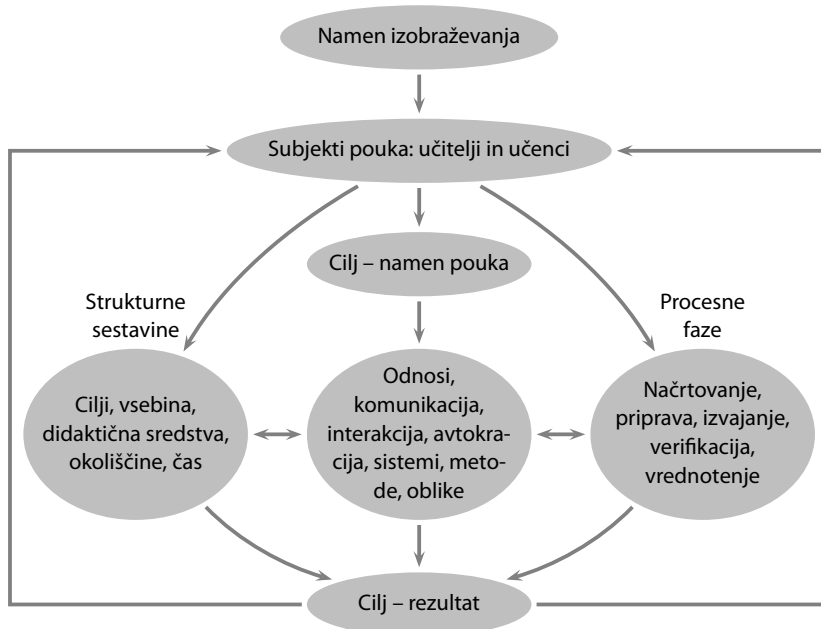 Namen izobraževanja
Subjekti pouka: učitelji in učenci
Cilj – namen pouka
Strukturne
sestavine
Procesne
faze
Cilji, vsebina,
didaktična sredstva,
okoliščine, čas
Odnosi,
komunikacija,
interakcija, avtokra-
cija, sistemi, meto-
de, oblike
Načrtovanje,
priprava, izvajanje,
verifikacija,
vrednotenje
Cilj – rezultat